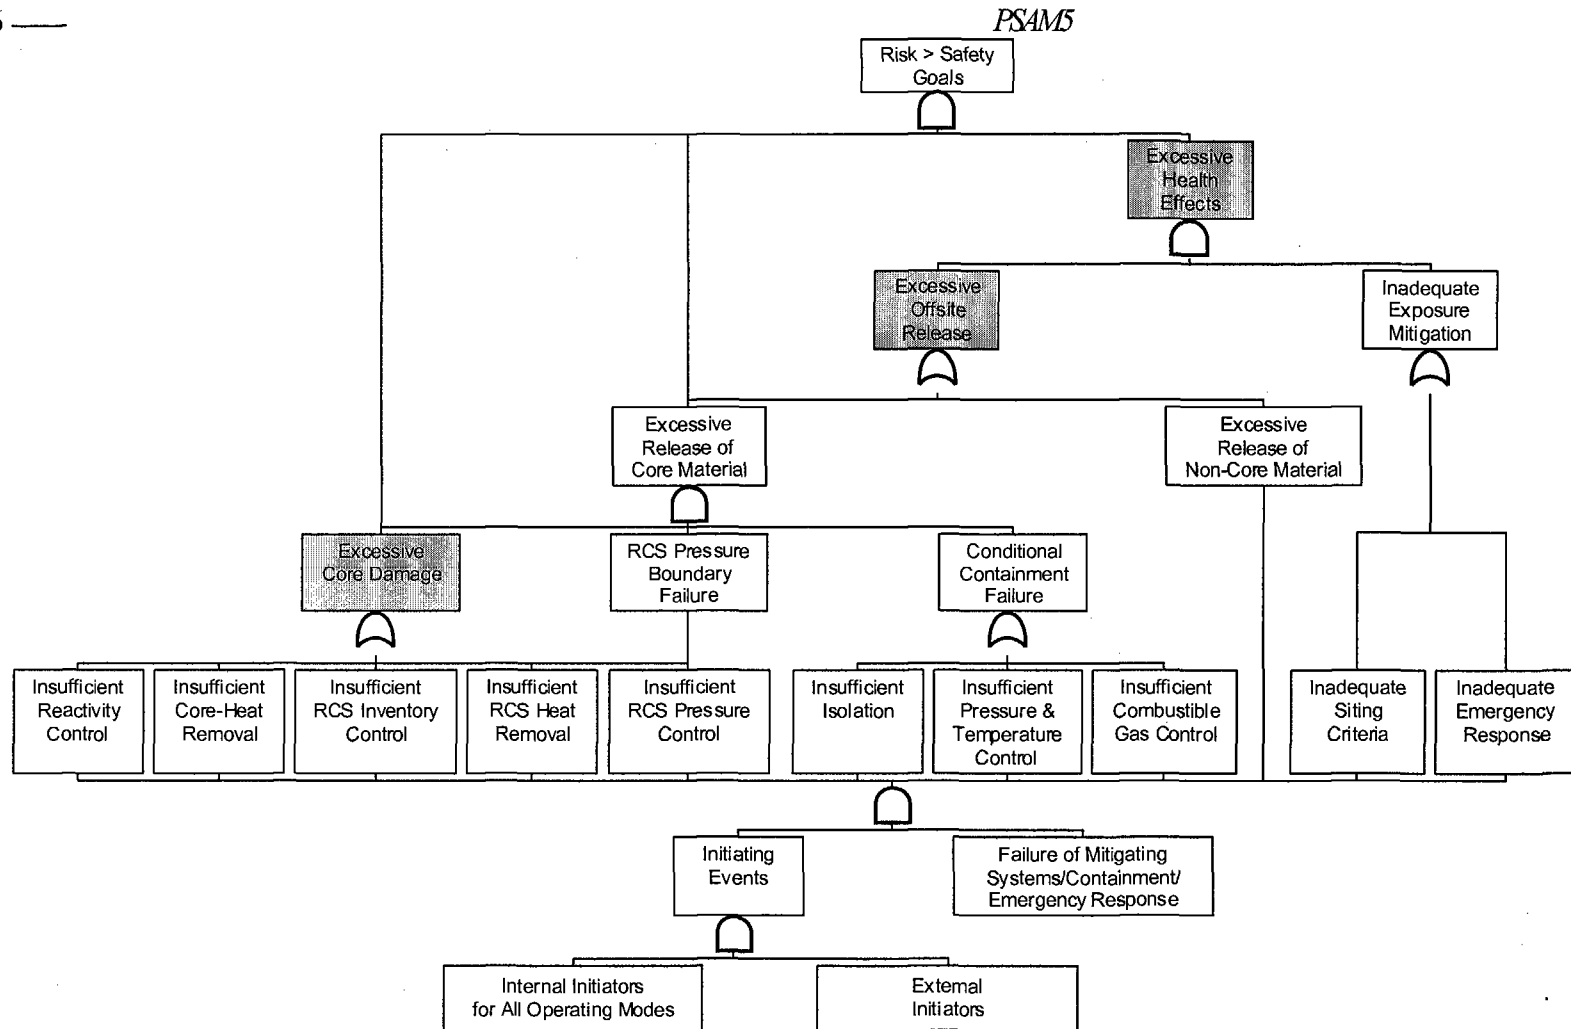 PSAM5
Risk > Safety
Goals
Excessive
Health
Effects
Excessive
Offsite
Release
Inadequate
Exposure
Mitigation
Excessive
Release of
Core Material
Excessive
Release of
Non-Core Material
Excessive
Core Damage
RCS Pressure
Boundary
Failure
Conditional
Containment
Failure
Insufficient
Reactivity
Control
Insufficient
Core-Heat
Removal
Insufficient
RCS Inventory
Control
Insufficient
RCS Heat
Removal
Insufficient
RCS Pressure
Control
Insufficient
Isolation
Insufficient
Pressure &
Temperature
Control
Insufficient
Combustible
Gas Control
Inadequate
Siting
Criteria
Inadequate
Emergency
Response
Initiating
Events
Failure of Mitigating
Systems/Containment/
Emergency Response
Internal Initiators
for All Operating Modes
External
Initiators